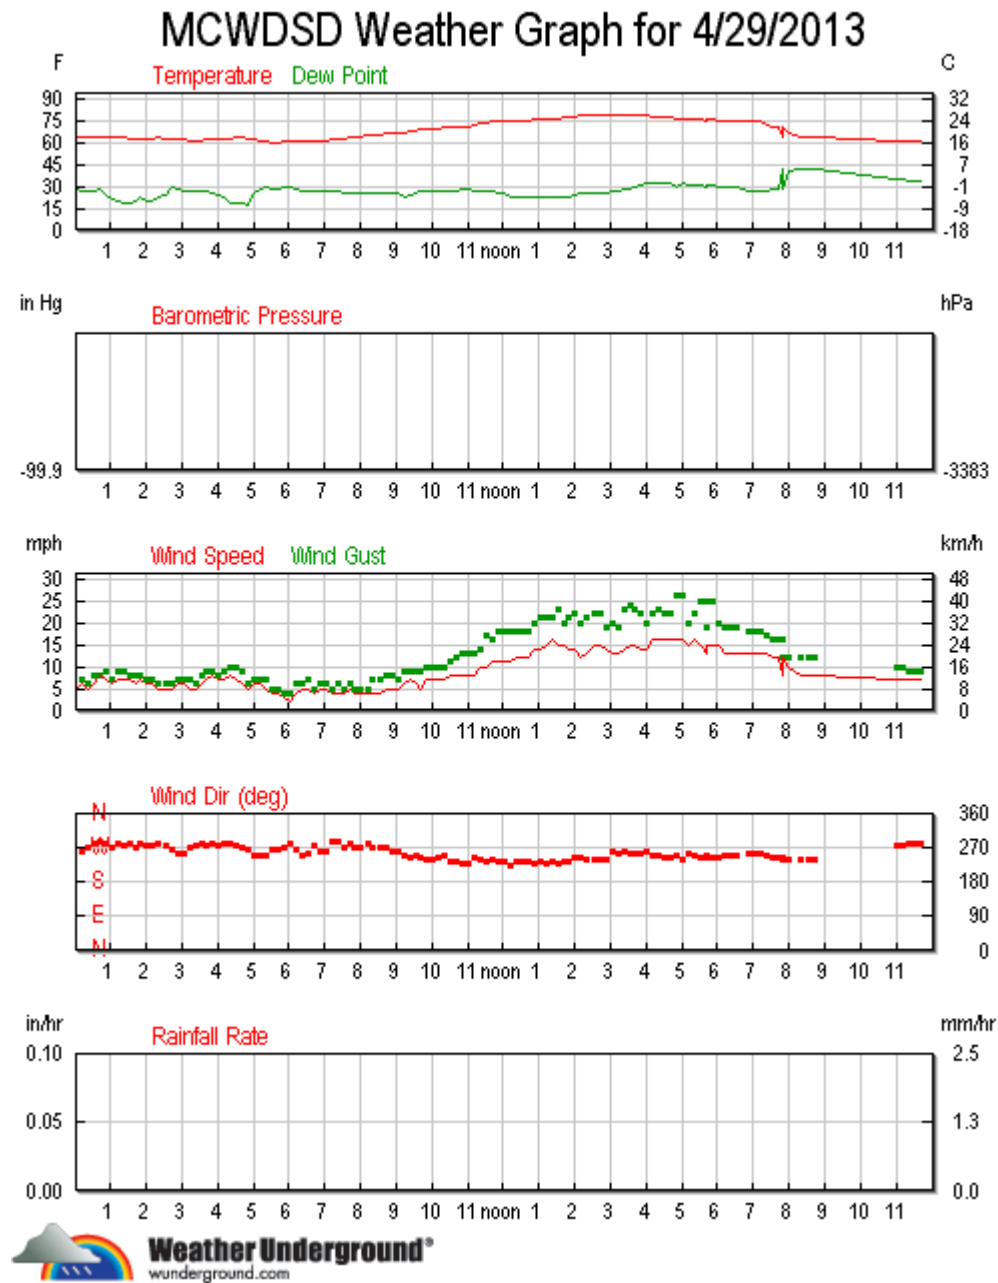 MCWDSD Weather Graph for 4/29/2013
F C
Temperature Dew Point
90 32
75 24
60 16
45 7
30 -1
15 -9
0 -18
1 2 3 4 5 6 7 8 9 10 11 noon 1 2 3 4 5 6 7 8 9 10 11
in Hg hPa
Barometric Pressure
-99.9 -3383
1 2 3 4 5 6 7 8 9 10 11 noon 1 2 3 4 5 6 7 8 9 10 11
mph km/h
Wind Speed Wind Gust
30 48
25 40
20 32
15 24
10 16
5 8
0 0
1 2 3 4 5 6 7 8 9 10 11 noon 1 2 3 4 5 6 7 8 9 10 11
Wind Dir (deg)
N 360
W 270
S 180
E 90
N 0
1 2 3 4 5 6 7 8 9 10 11 noon 1 2 3 4 5 6 7 8 9 10 11
in/hr mm/hr
Rainfall Rate
0.10 2.5
0.05 1.3
0.00 0.0
1 2 3 4 5 6 7 8 9 10 11 noon 1 2 3 4 5 6 7 8 9 10 11
Weather Underground®
wunderground.com